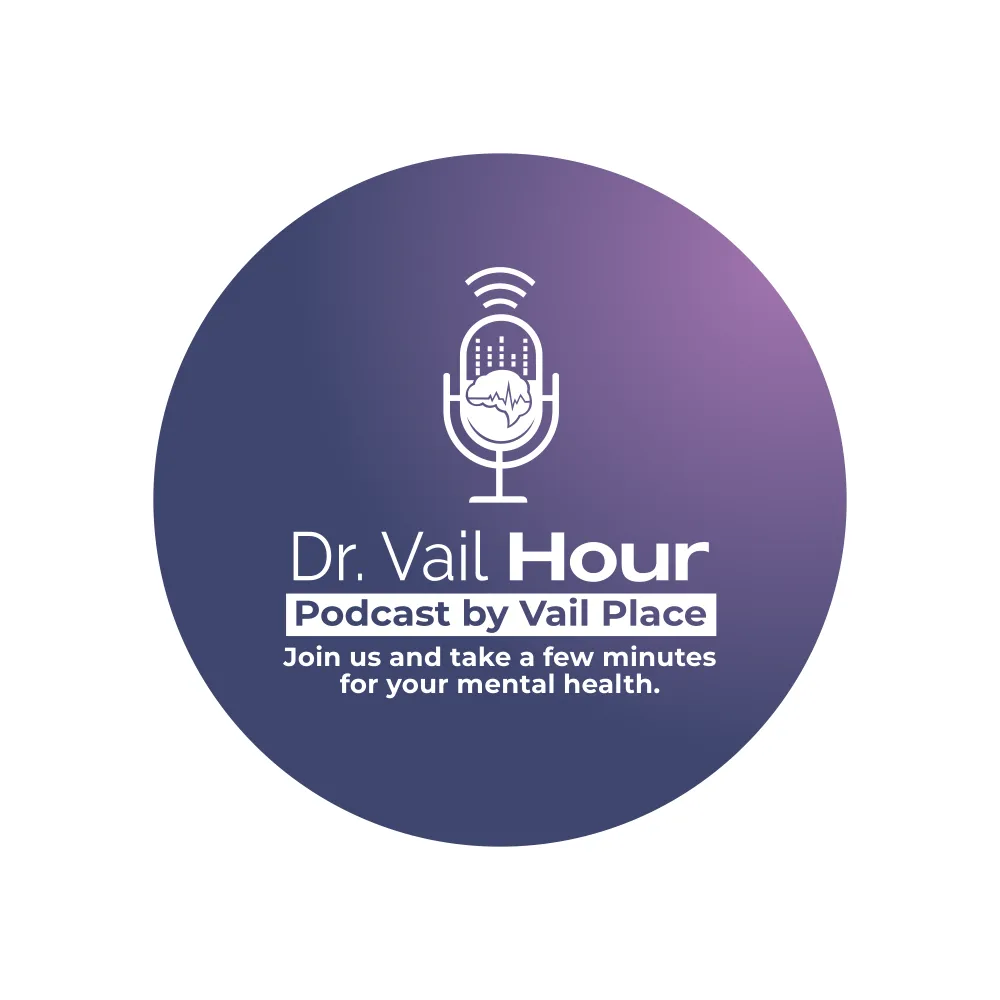 Dr. Vail Hour
Podcast by Vail Place
Join us and take a few minutes
for your mental health.